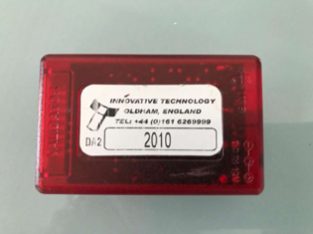 INNOVATIVE TECHNOLOGY
OLDHAM, ENGLAND
TEL: +44 (0)161 6269999
DA2 2010